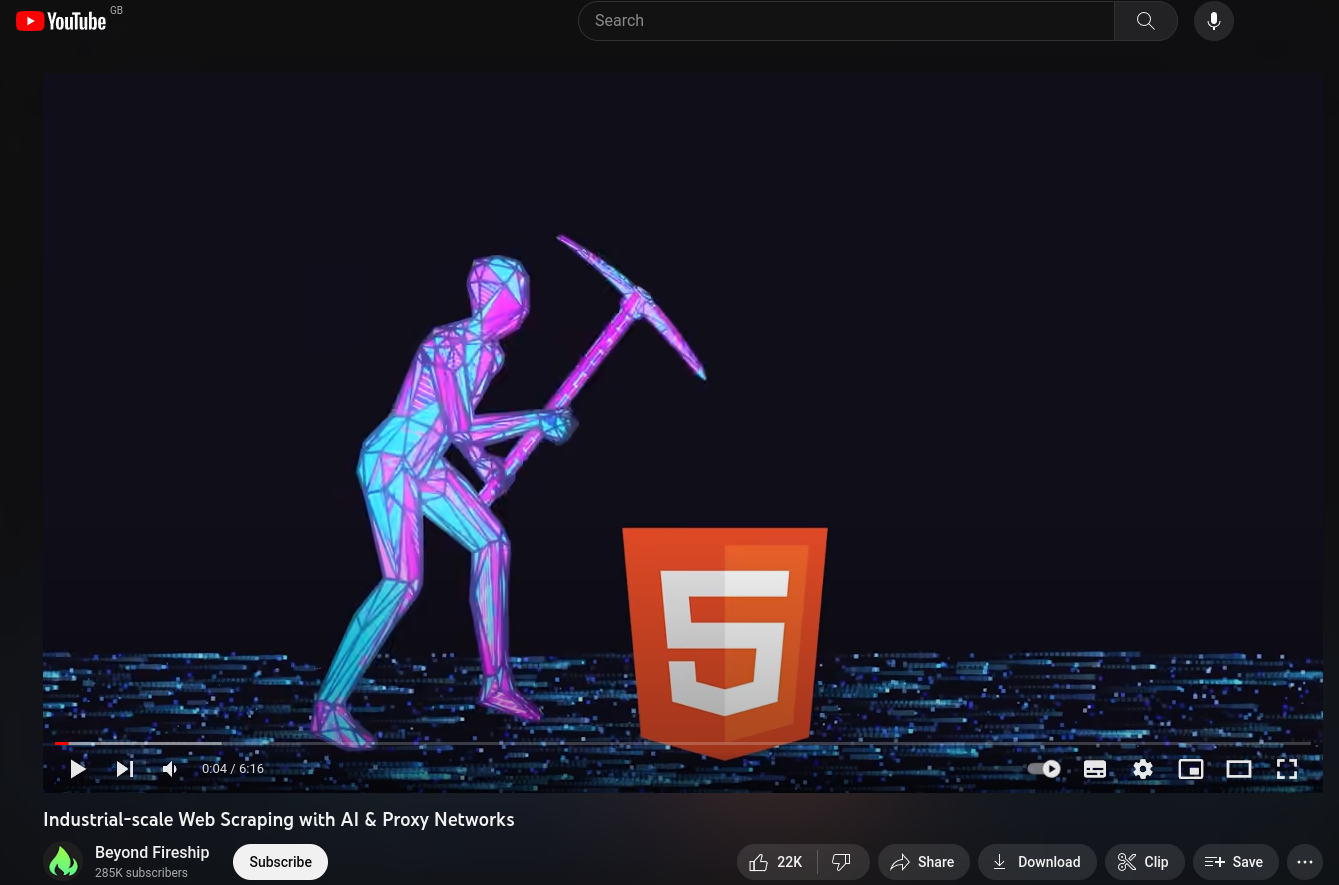 YouTube GB
Search
0:04 / 6:16
Industrial-scale Web Scraping with AI & Proxy Networks
Beyond Fireship
285K subscribers
Subscribe
22K
Share
Download
Clip
Save
5